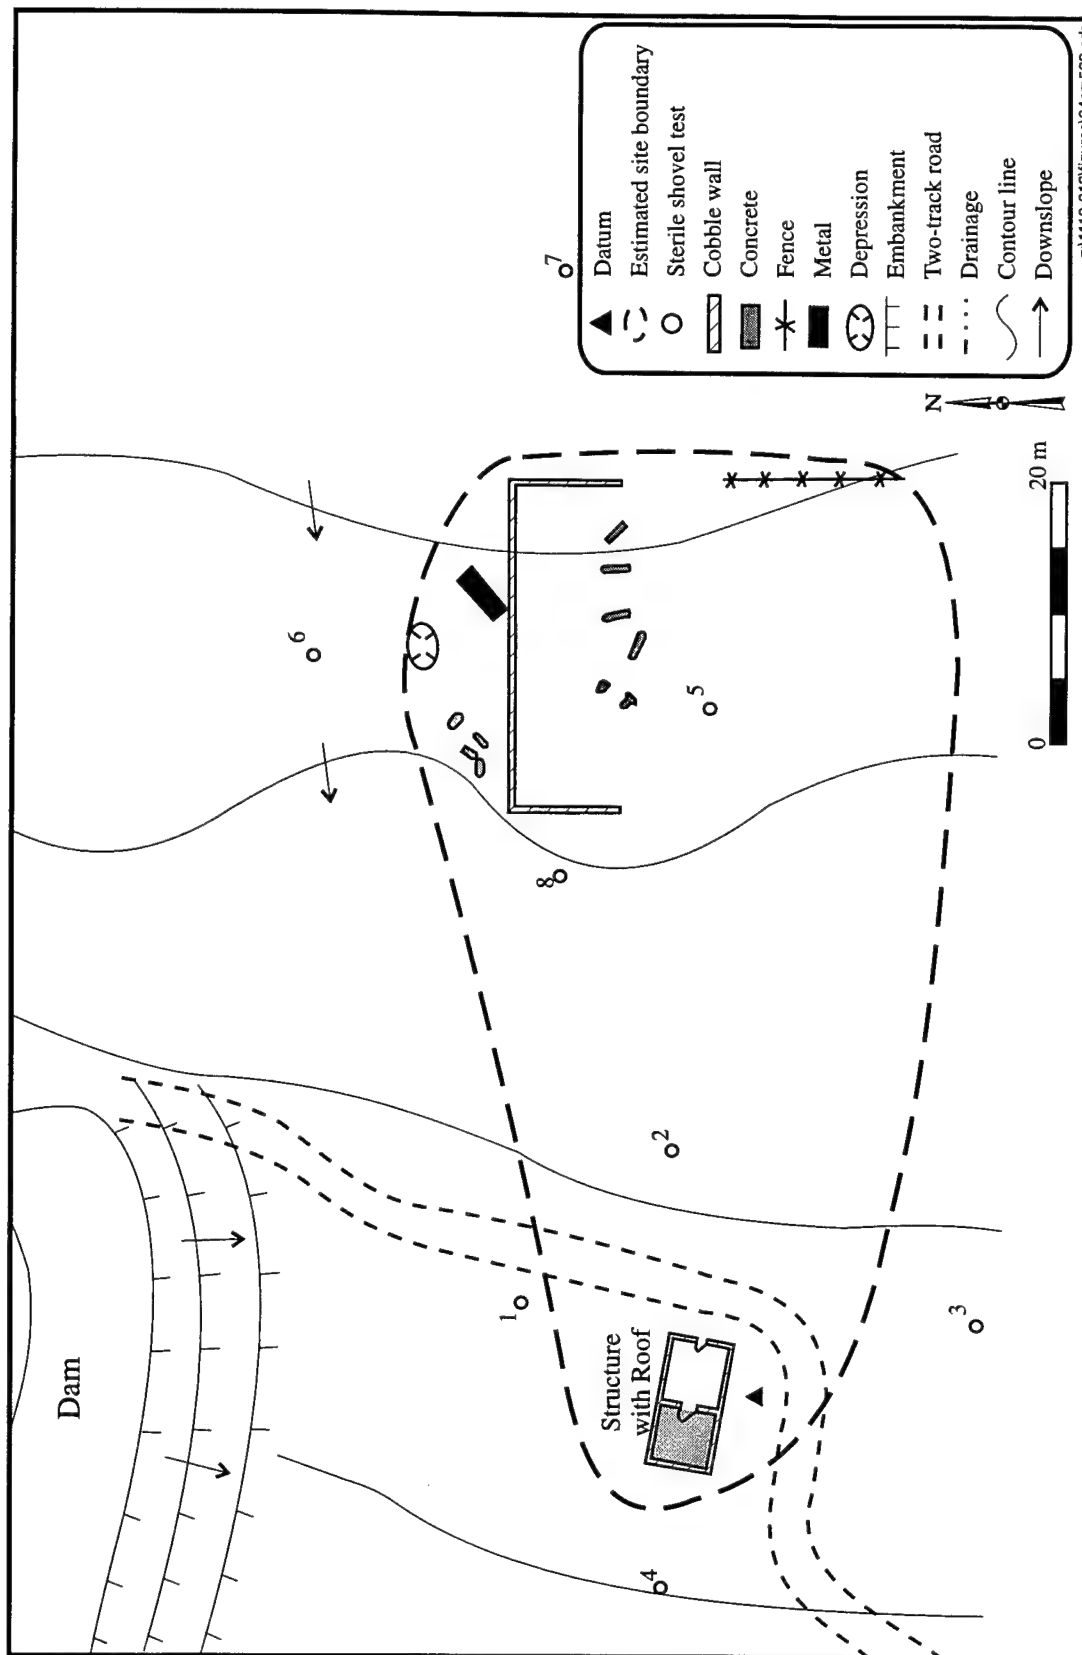 Dam
Structure
with Roof
1
2
3
4
5
6
7
8
Datum
Estimated site boundary
Sterile shovel test
Cobble wall
Concrete
Fence
Metal
Depression
Embankment
Two-track road
Drainage
Contour line
Downslope
N
0
20 m